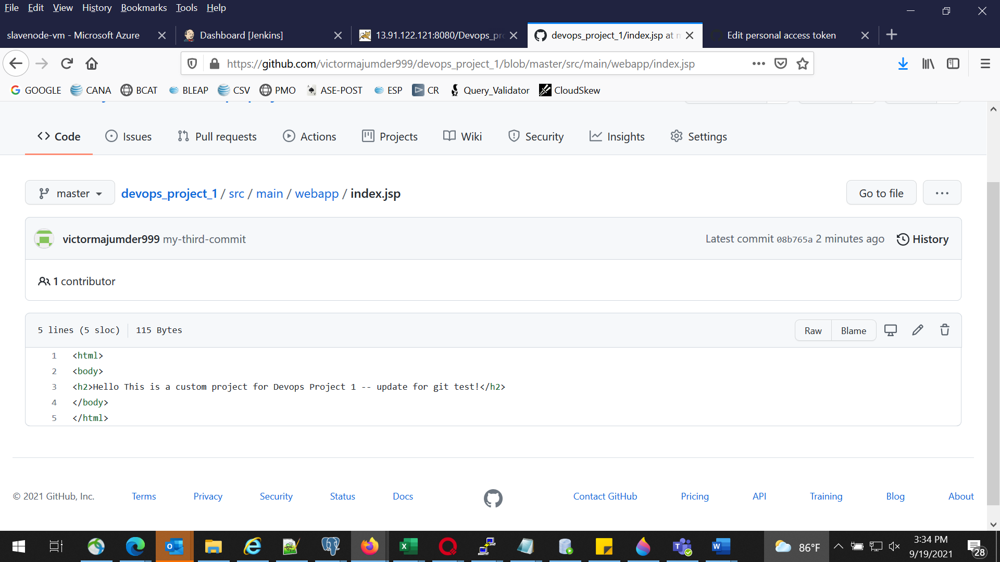 File Edit View History Bookmarks Tools Help
slavenode-vm - Microsoft Azure
Dashboard [Jenkins]
13.91.122.121:8080/Devops_pr
devops_project_1/index.jsp at
Edit personal access token
https://github.com/victormajumder999/devops_project_1/blob/master/src/main/webapp/index.jsp
GOOGLE CANA BCAT BLEAP CSV PMO ASE-POST ESP CR Query_Validator CloudSkew
Code Issues Pull requests Actions Projects Wiki Security Insights Settings
master devops_project_1 / src / main / webapp / index.jsp Go to file
victormajumder999 my-third-commit Latest commit 08b765a 2 minutes ago History
1 contributor
5 lines (5 sloc) 115 Bytes Raw Blame
1 <html>
2 <body>
3 <h2>Hello This is a custom project for Devops Project 1 -- update for git test!</h2>
4 </body>
5 </html>
© 2021 GitHub, Inc. Terms Privacy Security Status Docs Contact GitHub Pricing API Training Blog About
86°F
3:34 PM
9/19/2021
28